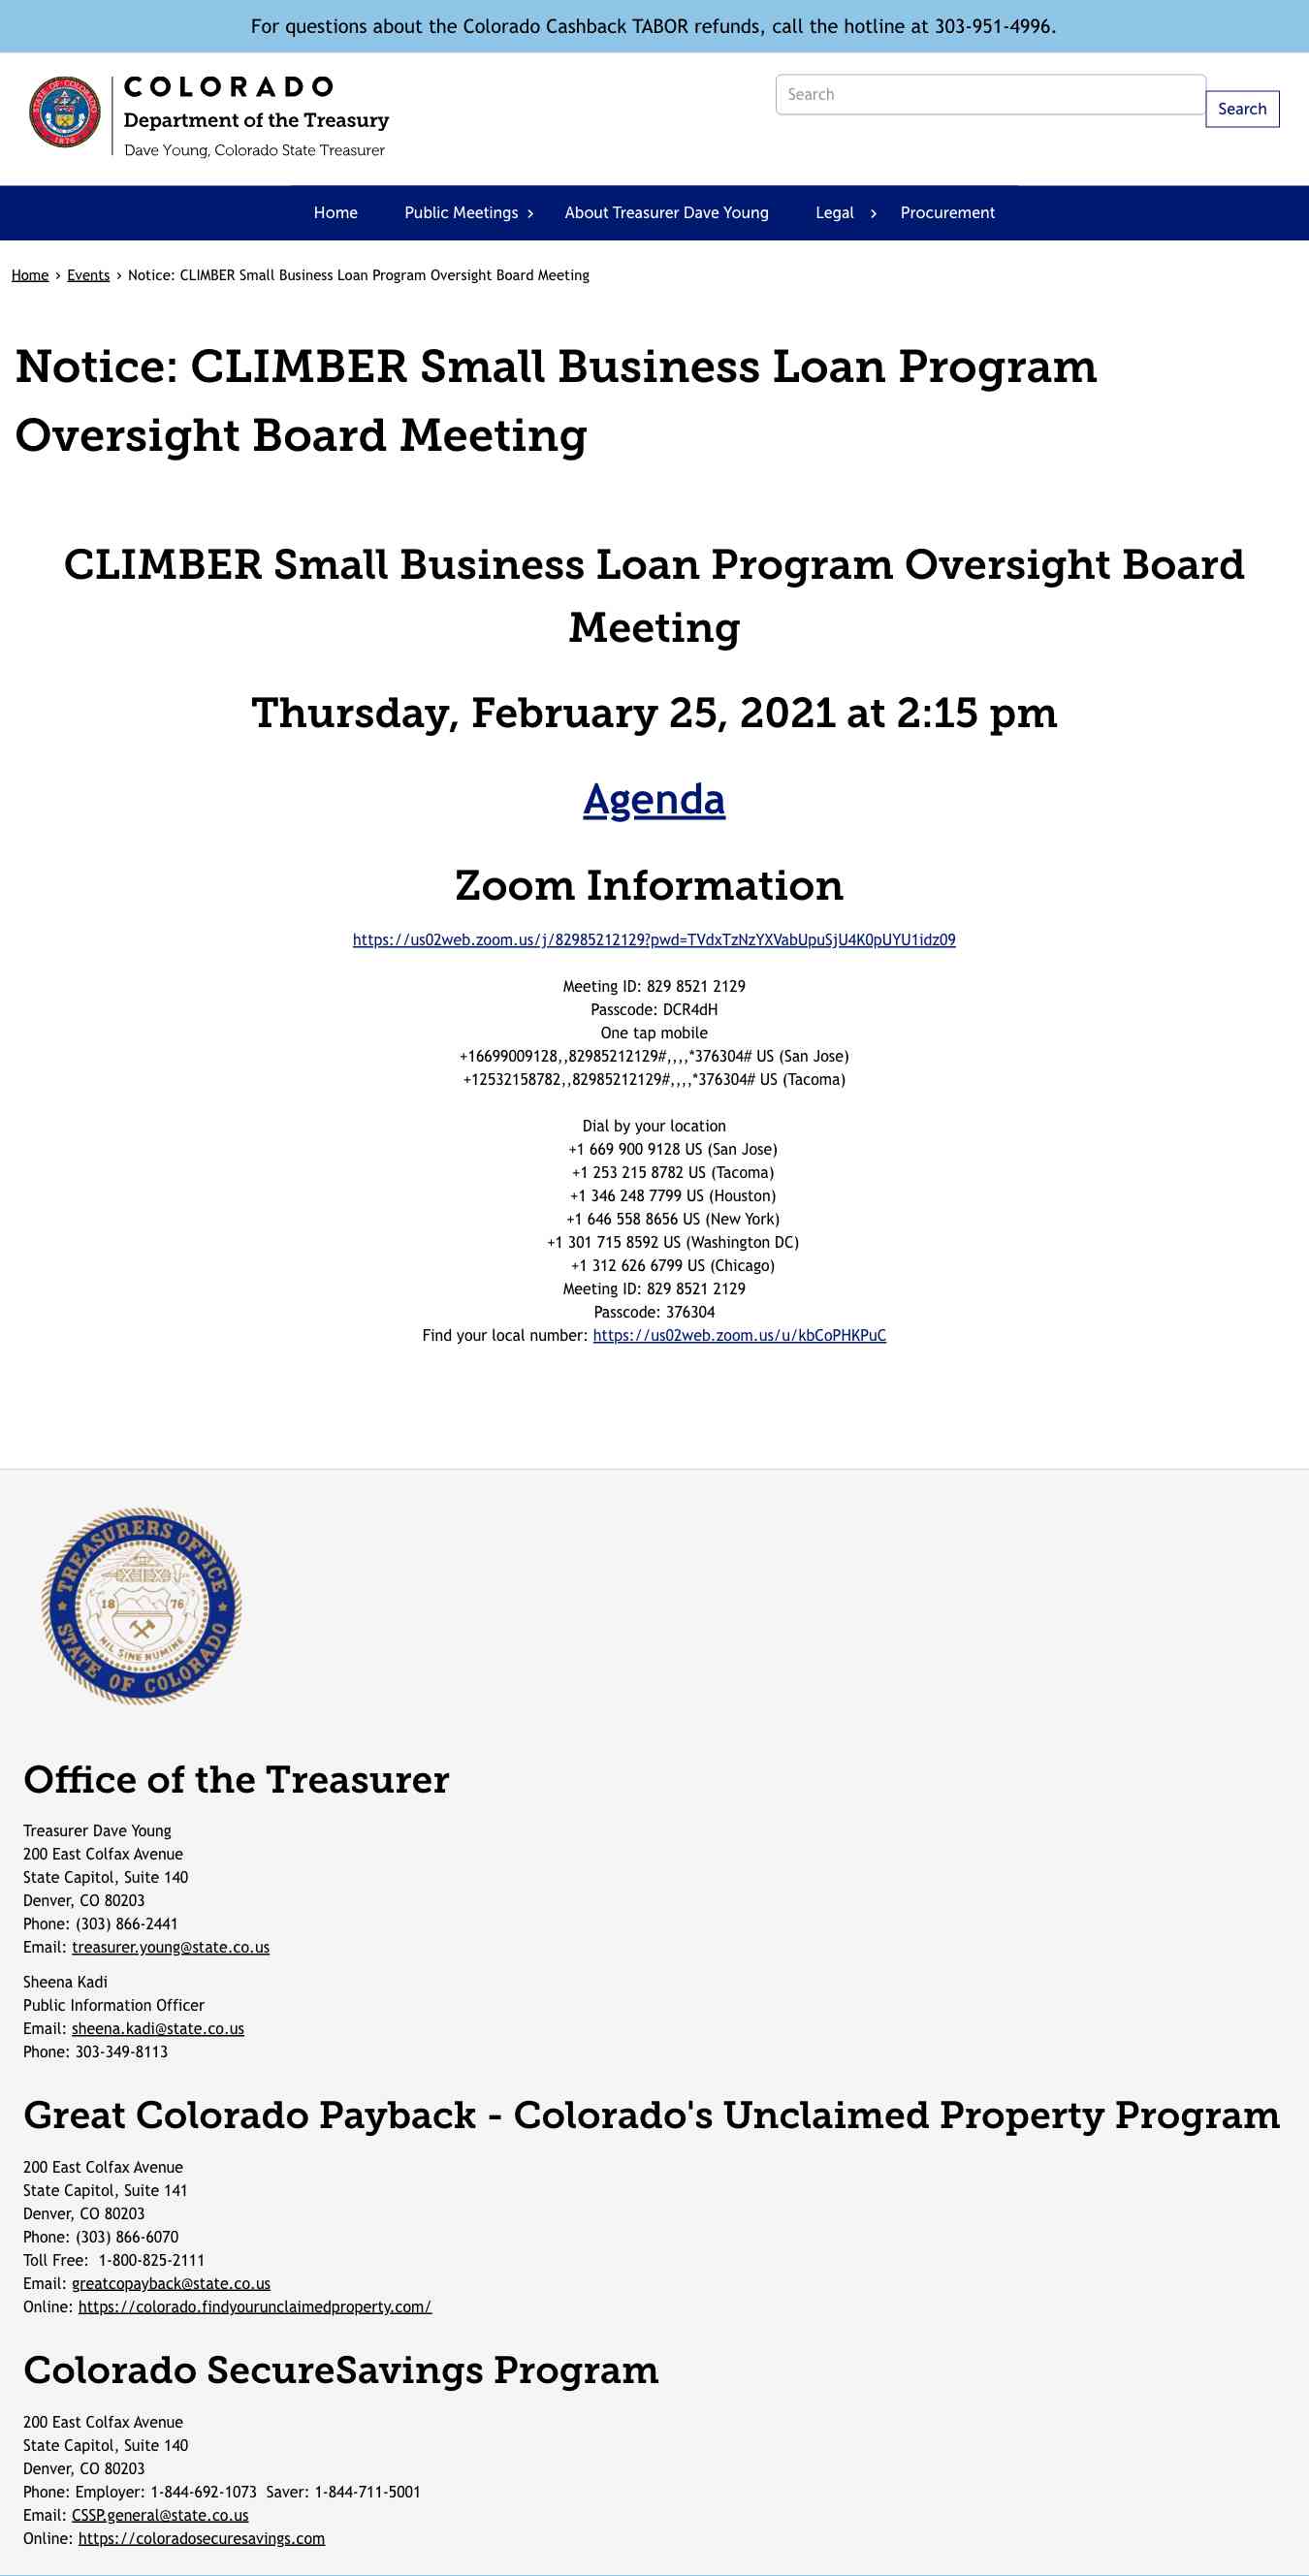 For questions about the Colorado Cashback TABOR refunds, call the hotline at 303-951-4996.
STATE OF COLORADO
1876
COLORADO
Department of the Treasury
Dave Young, Colorado State Treasurer
Search
Search
Home Public Meetings › About Treasurer Dave Young Legal › Procurement
Home › Events › Notice: CLIMBER Small Business Loan Program Oversight Board Meeting
Notice: CLIMBER Small Business Loan Program
Oversight Board Meeting
CLIMBER Small Business Loan Program Oversight Board
Meeting
Thursday, February 25, 2021 at 2:15 pm
Agenda
Zoom Information
https://us02web.zoom.us/j/82985212129?pwd=TVdxTzNzYXVabUpuSjU4K0pUYU1idz09
Meeting ID: 829 8521 2129
Passcode: DCR4dH
One tap mobile
+16699009128,,82985212129#,,,,*376304# US (San Jose)
+12532158782,,82985212129#,,,,*376304# US (Tacoma)
Dial by your location
+1 669 900 9128 US (San Jose)
+1 253 215 8782 US (Tacoma)
+1 346 248 7799 US (Houston)
+1 646 558 8656 US (New York)
+1 301 715 8592 US (Washington DC)
+1 312 626 6799 US (Chicago)
Meeting ID: 829 8521 2129
Passcode: 376304
Find your local number: https://us02web.zoom.us/u/kbCoPHKPuC
TREASURERS OFFICE
18 76
NIL SINE NUMINE
STATE OF COLORADO
Office of the Treasurer
Treasurer Dave Young
200 East Colfax Avenue
State Capitol, Suite 140
Denver, CO 80203
Phone: (303) 866-2441
Email: treasurer.young@state.co.us
Sheena Kadi
Public Information Officer
Email: sheena.kadi@state.co.us
Phone: 303-349-8113
Great Colorado Payback - Colorado's Unclaimed Property Program
200 East Colfax Avenue
State Capitol, Suite 141
Denver, CO 80203
Phone: (303) 866-6070
Toll Free:  1-800-825-2111
Email: greatcopayback@state.co.us
Online: https://colorado.findyourunclaimedproperty.com/
Colorado SecureSavings Program
200 East Colfax Avenue
State Capitol, Suite 140
Denver, CO 80203
Phone: Employer: 1-844-692-1073  Saver: 1-844-711-5001
Email: CSSP.general@state.co.us
Online: https://coloradosecuresavings.com